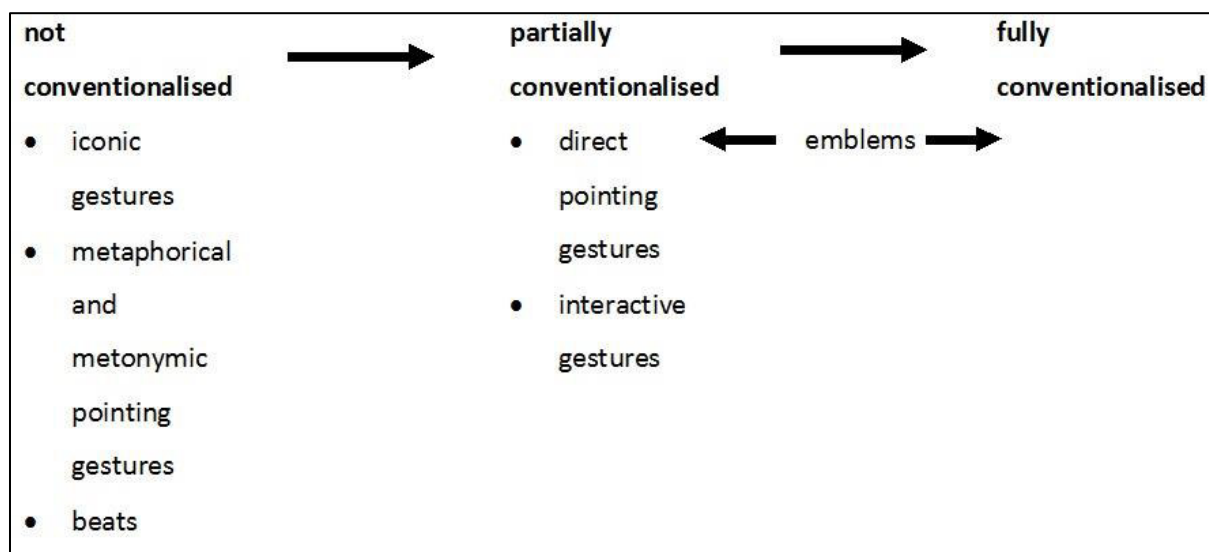 not
conventionalised
• iconic
gestures
• metaphorical
and
metonymic
pointing
gestures
• beats
partially
conventionalised
• direct
pointing
gestures
• interactive
gestures
emblems
fully
conventionalised